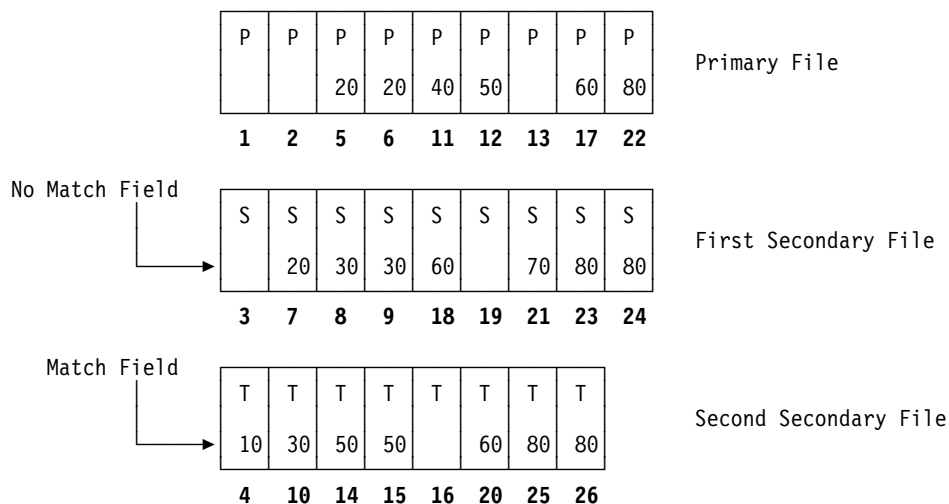 P P P P P P P P P
20 20 40 50 60 80
Primary File
1 2 5 6 11 12 13 17 22
No Match Field
S S S S S S S S S
First Secondary File
20 30 30 60 70 80 80
3 7 8 9 18 19 21 23 24
Match Field
T T T T T T T T
Second Secondary File
10 30 50 50 60 80 80
4 10 14 15 16 20 25 26